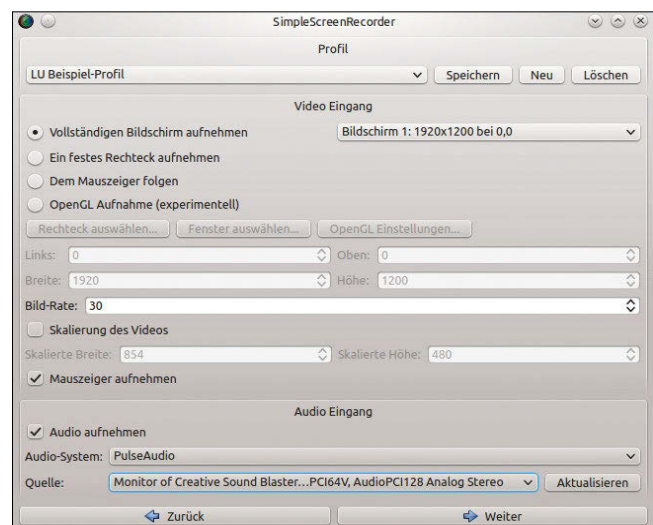 SimpleScreenRecorder
Profil
LU Beispiel-Profil Speichern Neu Löschen
Video Eingang
Vollständigen Bildschirm aufnehmen Bildschirm 1: 1920x1200 bei 0,0
Ein festes Rechteck aufnehmen
Dem Mauszeiger folgen
OpenGL Aufnahme (experimentell)
Rechteck auswählen... Fenster auswählen... OpenGL Einstellungen...
Links: 0 Oben: 0
Breite: 1920 Höhe: 1200
Bild-Rate: 30
Skalierung des Videos
Skalierte Breite: 854 Skalierte Höhe: 480
Mauszeiger aufnehmen
Audio Eingang
Audio aufnehmen
Audio-System: PulseAudio
Quelle: Monitor of Creative Sound Blaster...PCI64V, AudioPCI128 Analog Stereo Aktualisieren
Zurück Weiter